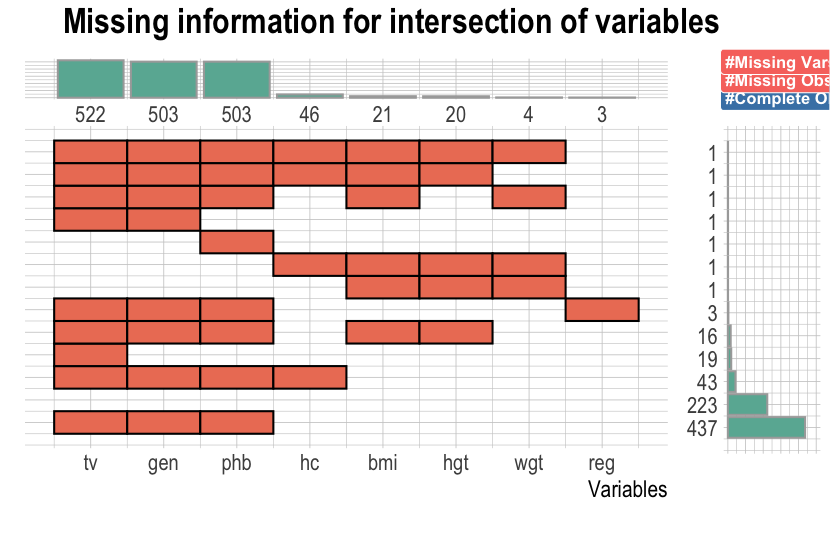 Missing information for intersection of variables
#Missing Vars
#Missing Obs
#Complete O
522 503 503 46 21 20 4 3
1
1
1
1
1
1
1
3
16
19
43
223
437
tv gen phb hc bmi hgt wgt reg
Variables